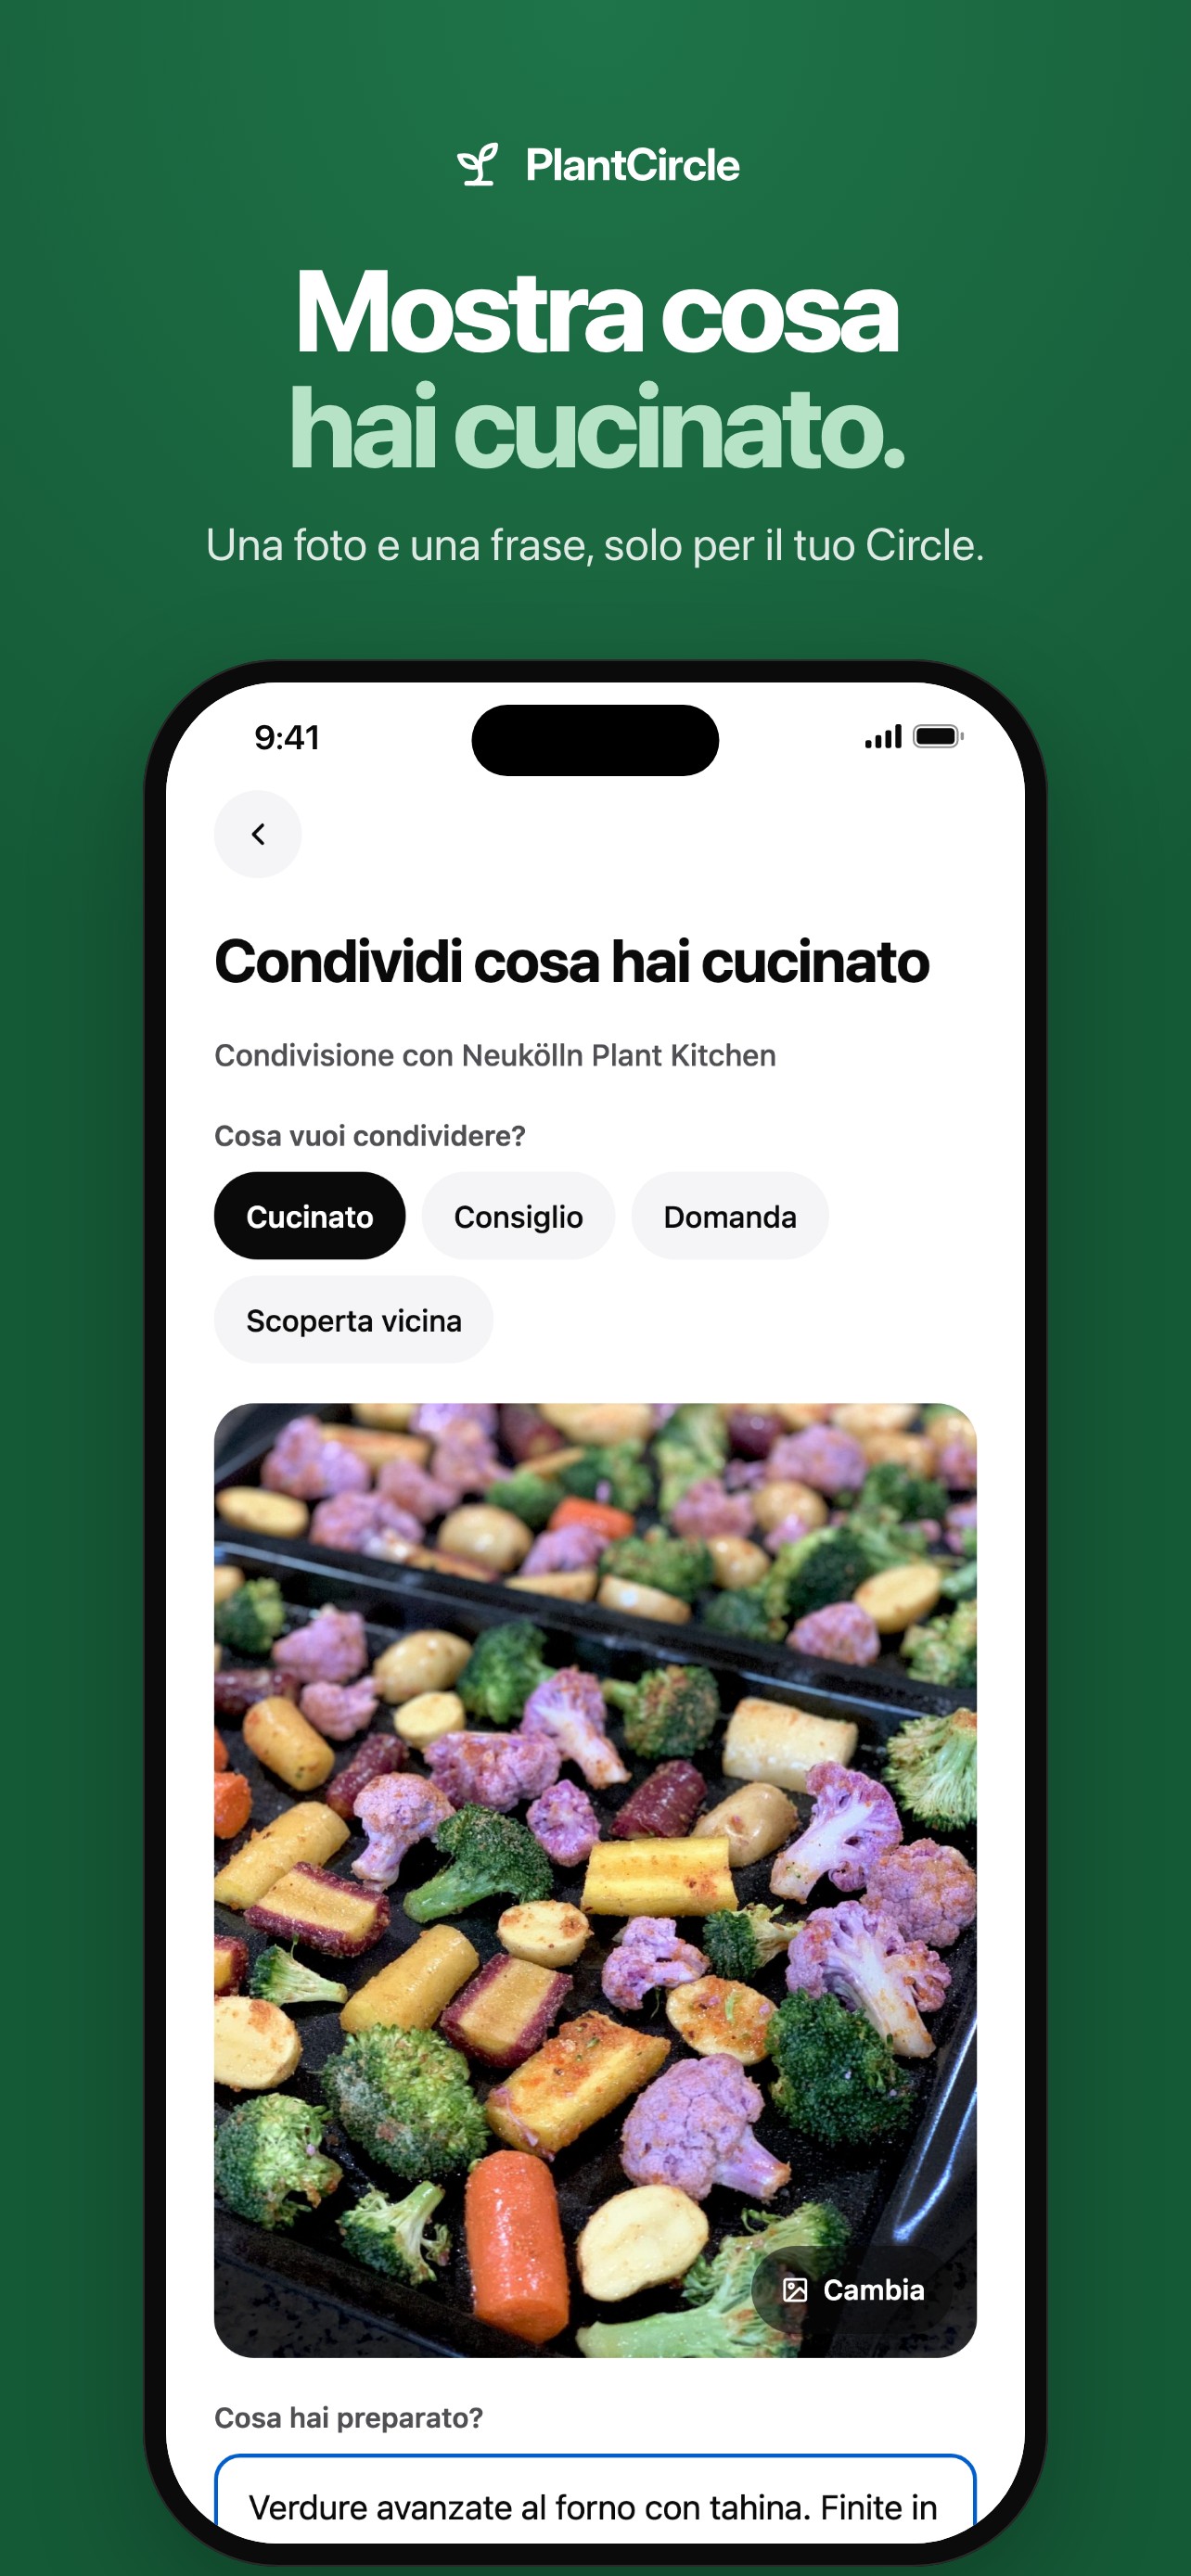 PlantCircle
Mostra cosa
hai cucinato.
Una foto e una frase, solo per il tuo Circle.
9:41
Condividi cosa hai cucinato
Condivisione con Neukölln Plant Kitchen
Cosa vuoi condividere?
Cucinato Consiglio Domanda
Scoperta vicina
Cambia
Cosa hai preparato?
Verdure avanzate al forno con tahina. Finite in